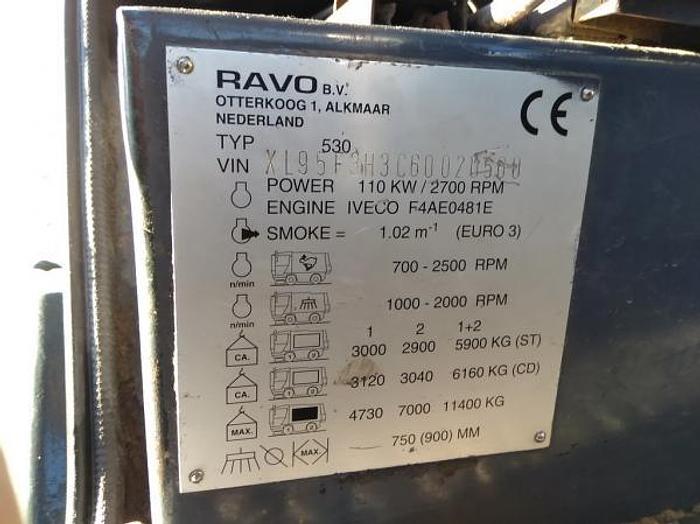 RAVO B.V.
OTTERKOOG 1, ALKMAAR
NEDERLAND
CE
TYP 530
VIN
POWER 110 KW / 2700 RPM
ENGINE IVECO F4AE0481E
SMOKE = 1.02 m⁻¹ (EURO 3)
n/min 700 - 2500 RPM
n/min 1000 - 2000 RPM
1 2 1+2
CA. 3000 2900 5900 KG (ST)
CA. 3120 3040 6160 KG (CD)
MAX. 4730 7000 11400 KG
MAX. 750 (900) MM